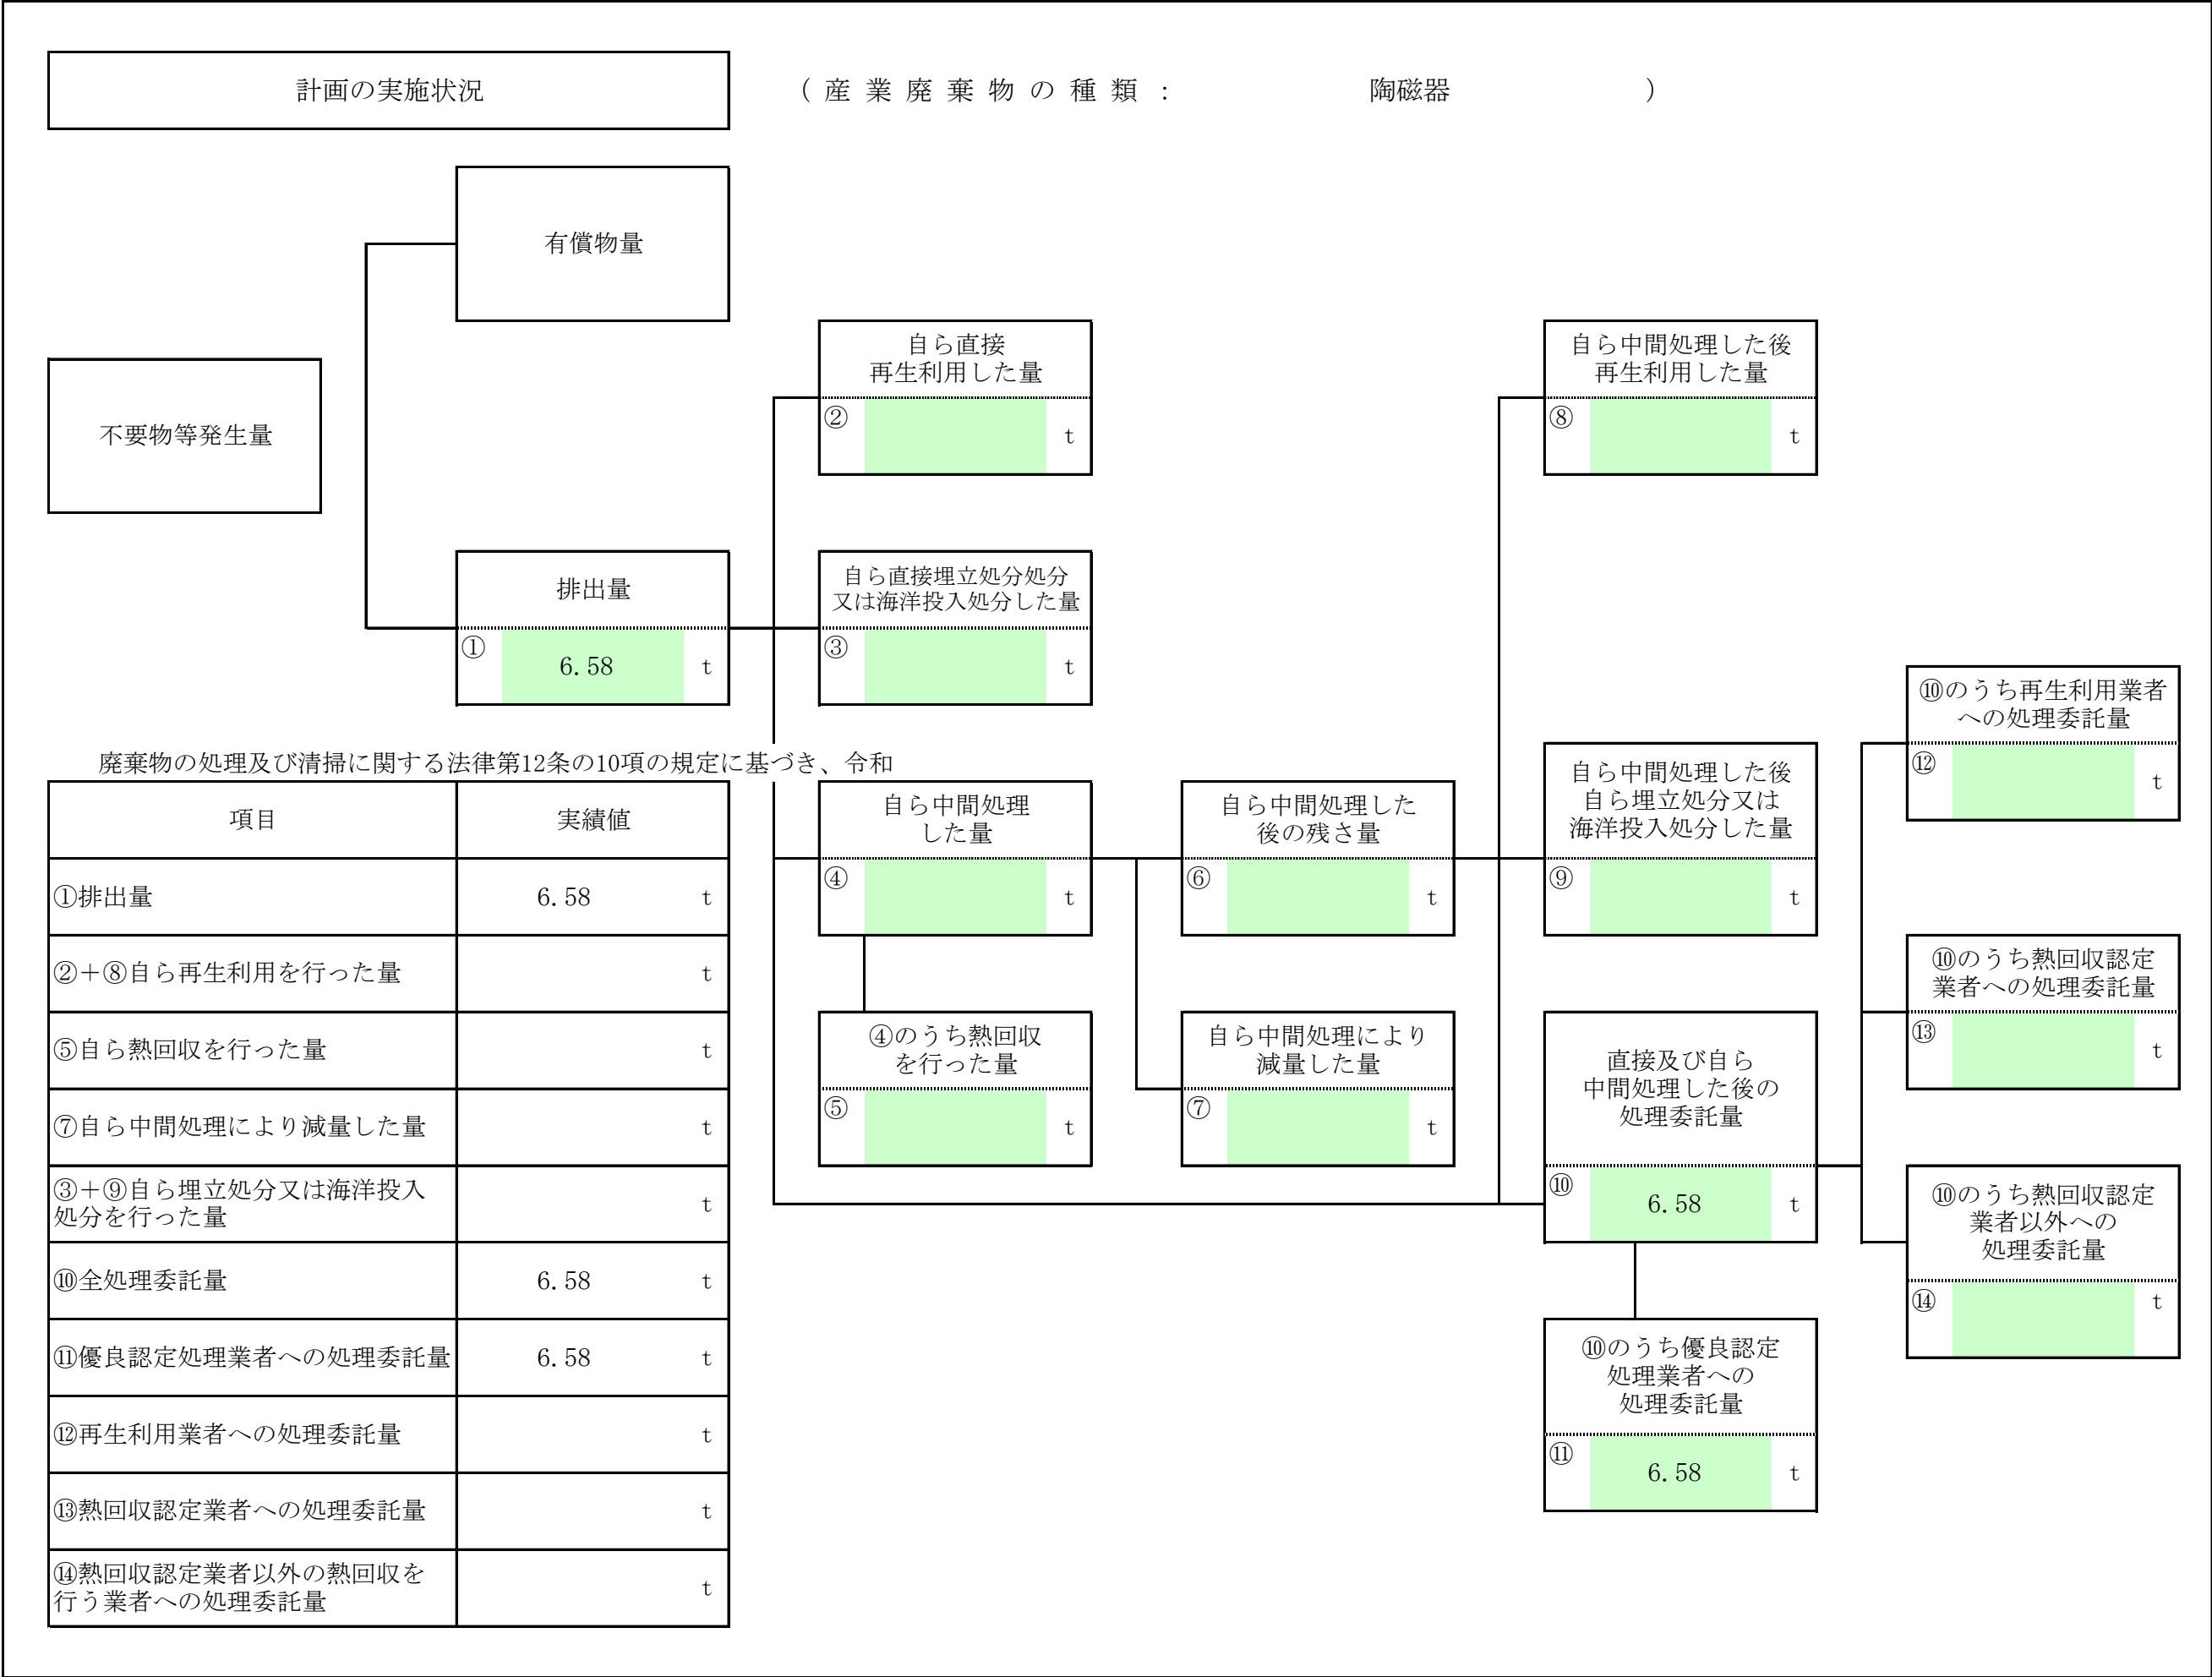 計画の実施状況
（産業廃棄物の種類： 陶磁器 ）
有償物量
不要物等発生量
自ら直接
再生利用した量
② t
自ら中間処理した後
再生利用した量
⑧ t
排出量
① 6.58 t
自ら直接埋立処分処分
又は海洋投入処分した量
③ t
廃棄物の処理及び清掃に関する法律第12条の10項の規定に基づき、令和
項目 実績値
①排出量 6.58 t
②＋⑧自ら再生利用を行った量 t
⑤自ら熱回収を行った量 t
⑦自ら中間処理により減量した量 t
③＋⑨自ら埋立処分又は海洋投入
処分を行った量 t
⑩全処理委託量 6.58 t
⑪優良認定処理業者への処理委託量 6.58 t
⑫再生利用業者への処理委託量 t
⑬熱回収認定業者への処理委託量 t
⑭熱回収認定業者以外の熱回収を
行う業者への処理委託量 t
自ら中間処理
した量
④ t
④のうち熱回収
を行った量
⑤ t
自ら中間処理した
後の残さ量
⑥ t
自ら中間処理により
減量した量
⑦ t
自ら中間処理した後
自ら埋立処分又は
海洋投入処分した量
⑨ t
直接及び自ら
中間処理した後の
処理委託量
⑩ 6.58 t
⑩のうち優良認定
処理業者への
処理委託量
⑪ 6.58 t
⑩のうち再生利用業者
への処理委託量
⑫ t
⑩のうち熱回収認定
業者への処理委託量
⑬ t
⑩のうち熱回収認定
業者以外への
処理委託量
⑭ t